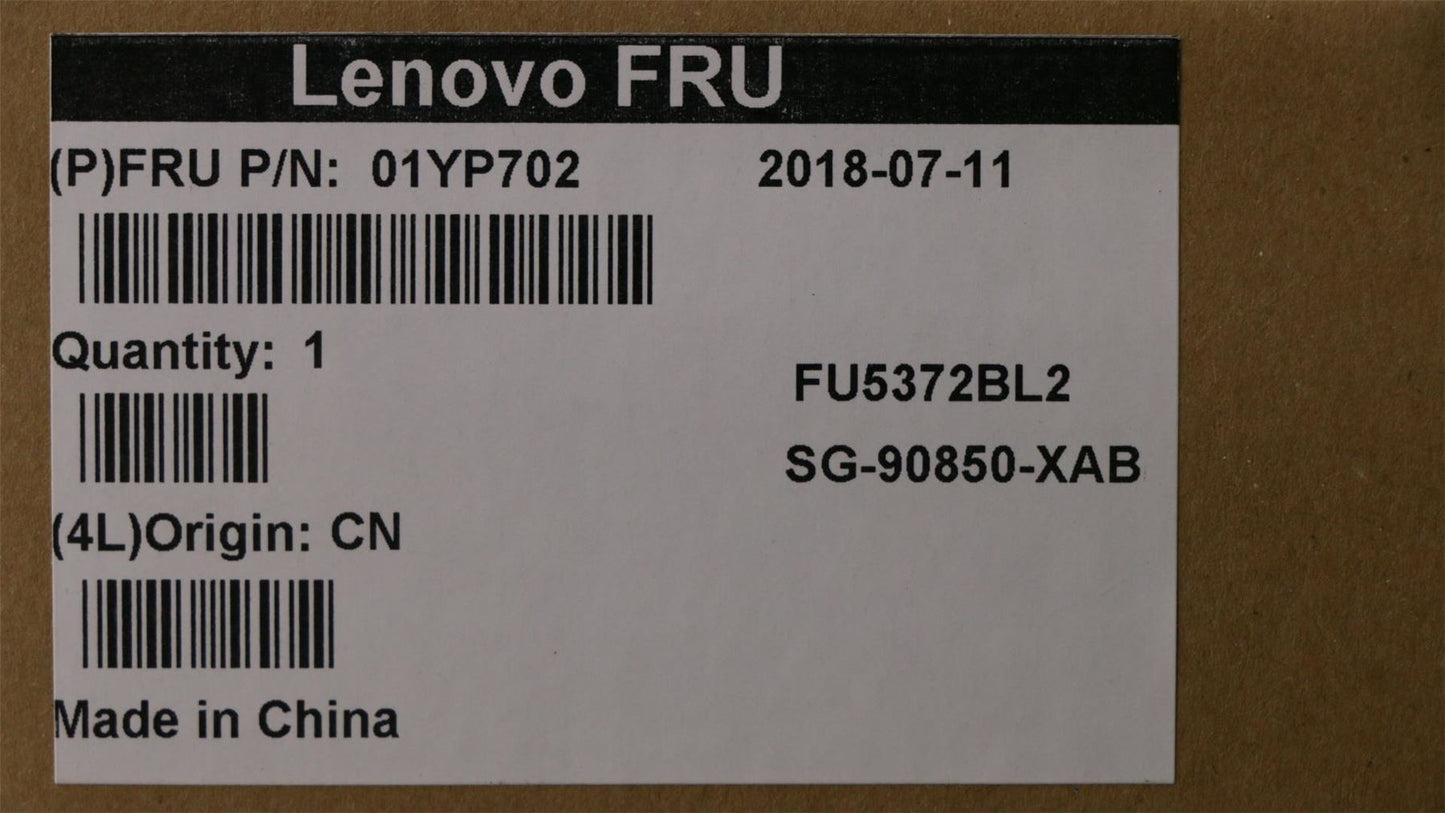 Lenovo FRU
(P)FRU P/N: 01YP702 2018-07-11
Quantity: 1
FU5372BL2
SG-90850-XAB
(4L)Origin: CN
Made in China